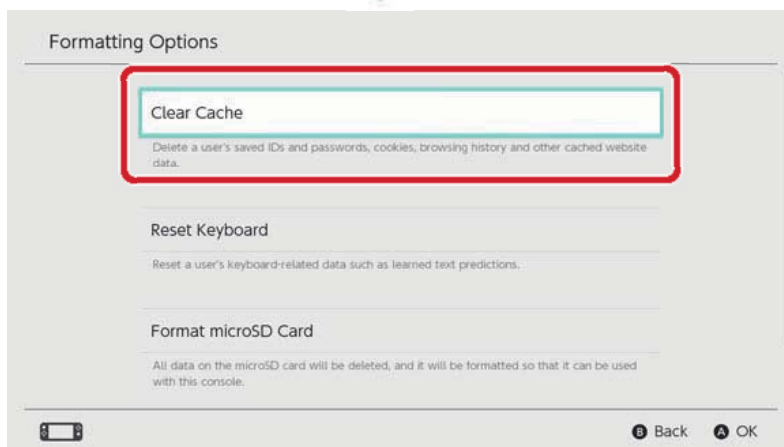 Formatting Options
Clear Cache
Delete a user's saved IDs and passwords, cookies, browsing history and other cached website
data.
Reset Keyboard
Reset a user's keyboard-related data such as learned text predictions.
Format microSD Card
All data on the microSD card will be deleted, and it will be formatted so that it can be used
with this console.
B Back A OK